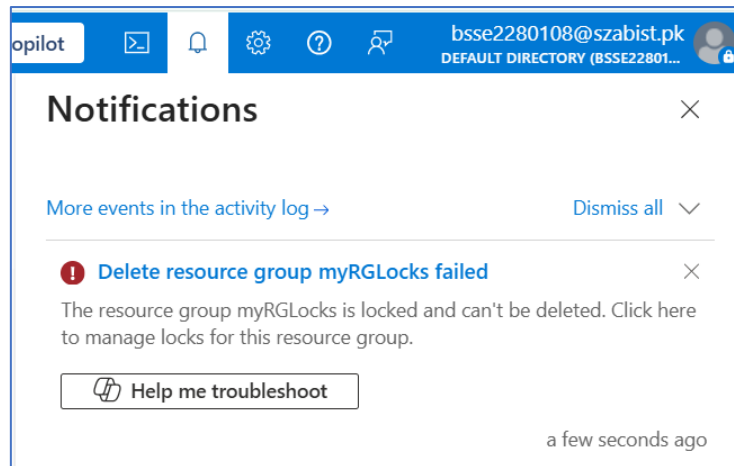 opilot
bsse2280108@szabist.pk
DEFAULT DIRECTORY (BSSE22801...
Notifications
More events in the activity log →
Dismiss all
Delete resource group myRGLocks failed
The resource group myRGLocks is locked and can't be deleted. Click here
to manage locks for this resource group.
Help me troubleshoot
a few seconds ago